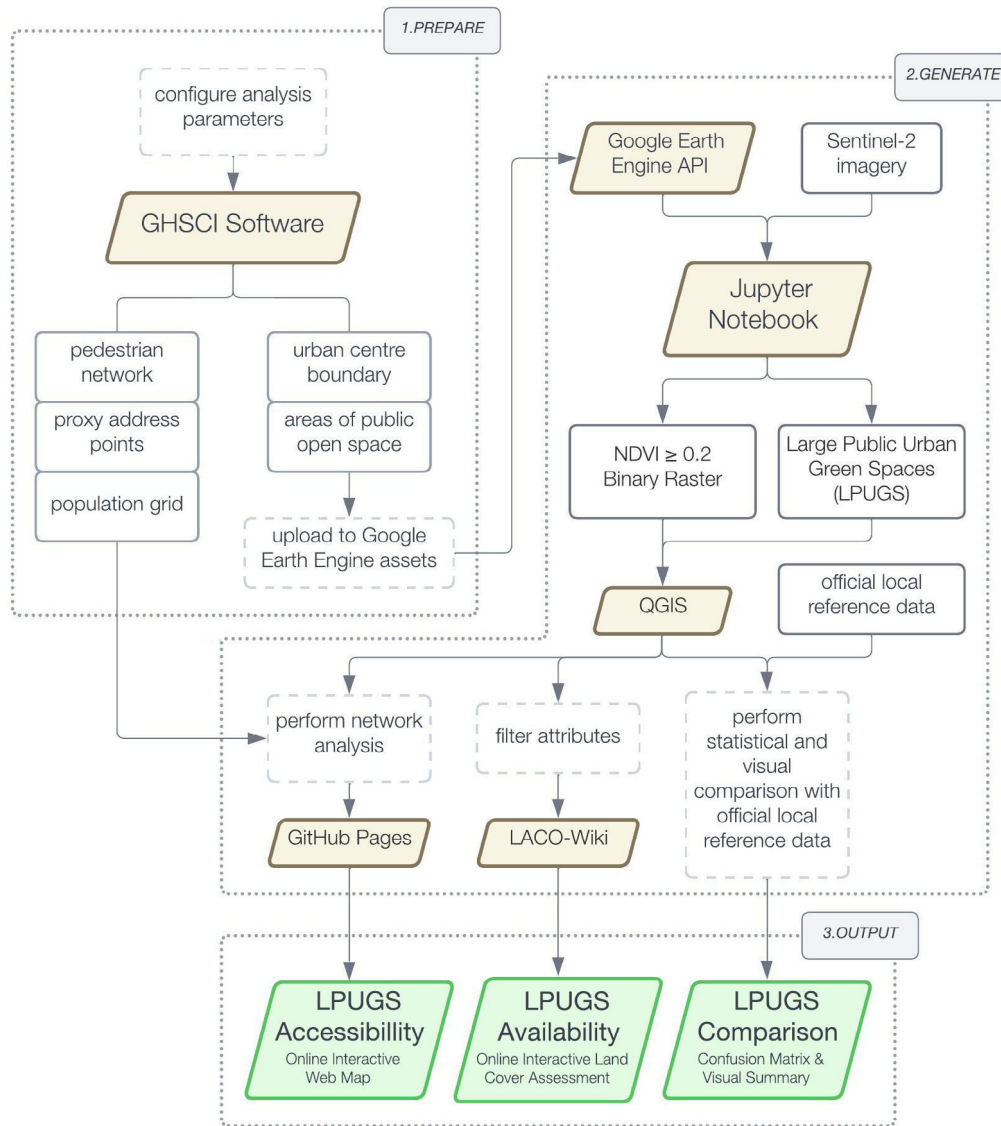 1.PREPARE
configure analysis
parameters
GHSCI Software
pedestrian
network
proxy address
points
population grid
urban centre
boundary
areas of public
open space
upload to Google
Earth Engine assets
2.GENERATE
Google Earth
Engine API
Sentinel-2
imagery
Jupyter
Notebook
NDVI ≥ 0.2
Binary Raster
Large Public Urban
Green Spaces
(LPUGS)
QGIS
official local
reference data
perform network
analysis
filter attributes
perform
statistical and
visual
comparison with
official local
reference data
GitHub Pages
LACO-Wiki
3.OUTPUT
LPUGS
Accessibillity
Online Interactive
Web Map
LPUGS
Availability
Online Interactive Land
Cover Assessment
LPUGS
Comparison
Confusion Matrix &
Visual Summary